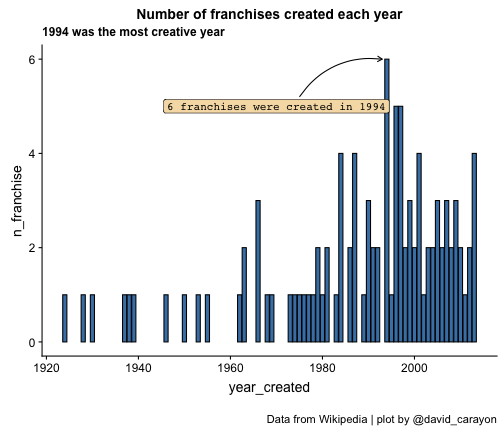 Number of franchises created each year
1994 was the most creative year
6 franchises were created in 1994
n_franchise
6
4
2
0
1920 1940 1960 1980 2000
year_created
Data from Wikipedia | plot by @david_carayon